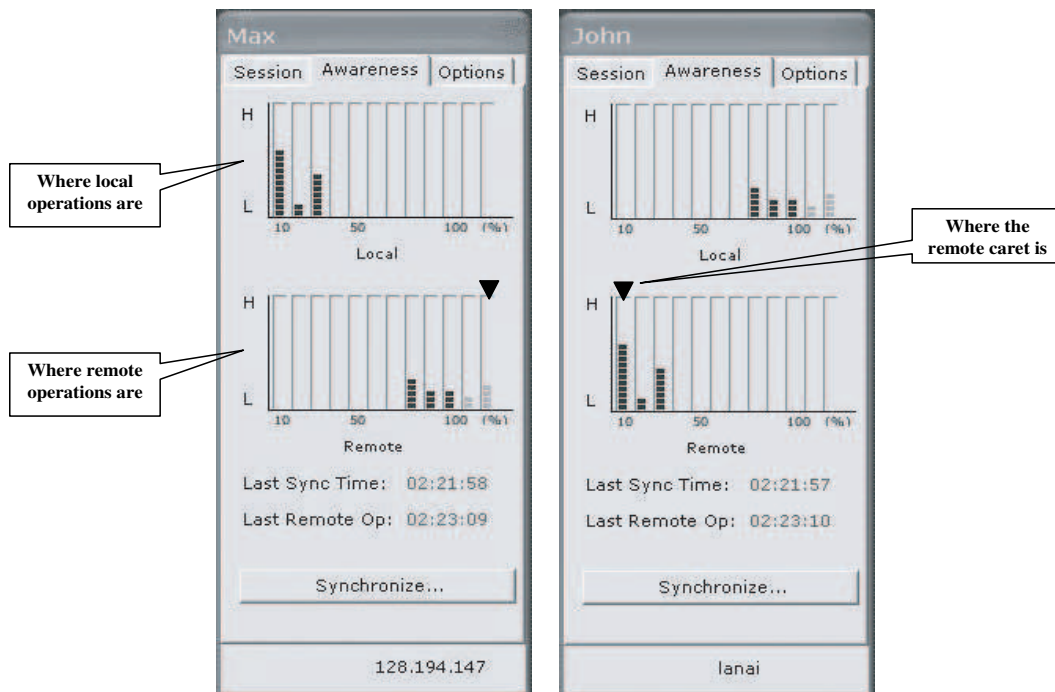 Max
Session Awareness Options
H
L
10 50 100 (%)
Local
H
L
10 50 100 (%)
Remote
Last Sync Time: 02:21:58
Last Remote Op: 02:23:09
Synchronize...
128.194.147
Where local
operations are
Where remote
operations are
John
Session Awareness Options
H
L
10 50 100 (%)
Local
H
L
10 50 100 (%)
Remote
Last Sync Time: 02:21:57
Last Remote Op: 02:23:10
Synchronize...
lanai
Where the
remote caret is